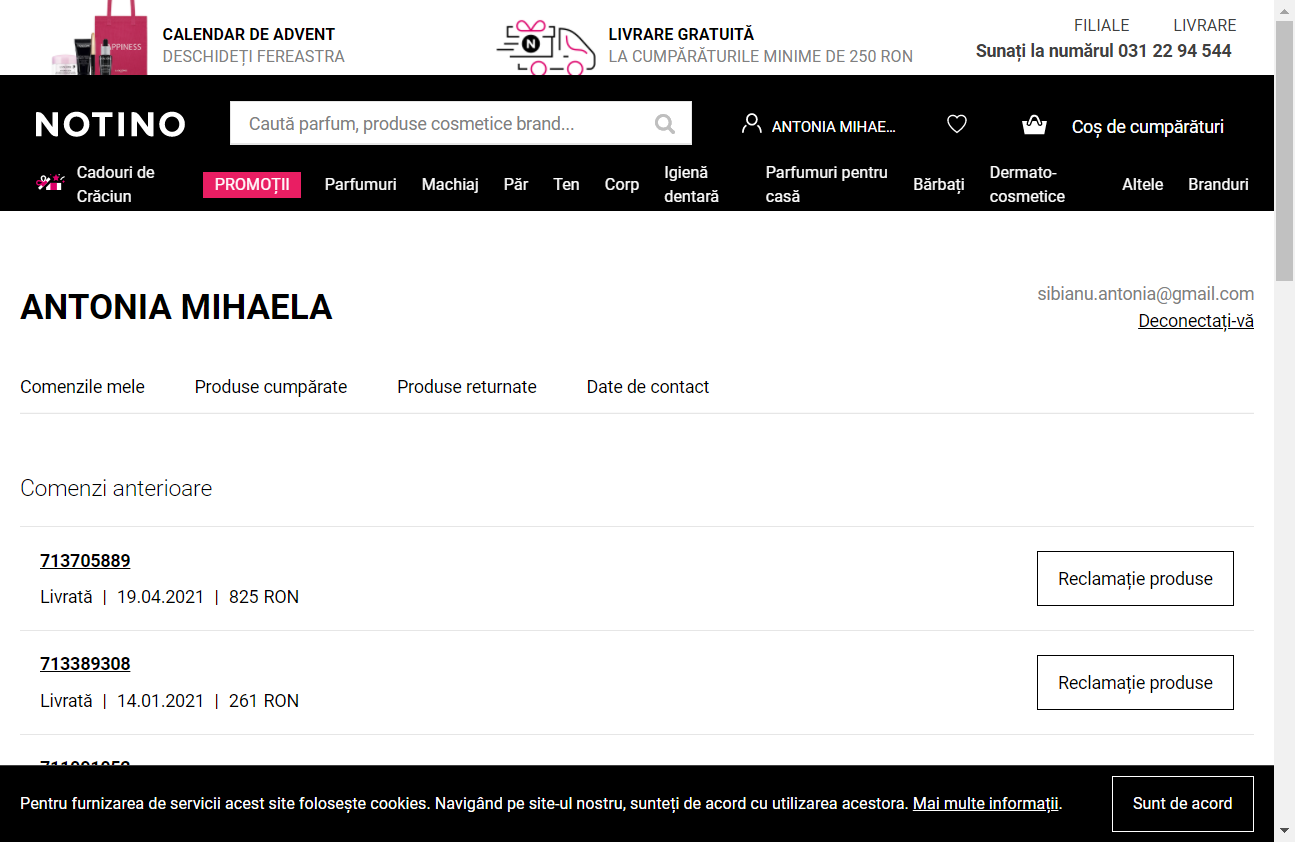 CALENDAR DE ADVENT
DESCHIDEȚI FEREASTRA
LIVRARE GRATUITĂ
LA CUMPĂRĂTURILE MINIME DE 250 RON
FILIALE LIVRARE
Sunați la numărul 031 22 94 544
NOTINO
Caută parfum, produse cosmetice brand...
ANTONIA MIHAE...
Coș de cumpărături
Cadouri de Crăciun
PROMOȚII
Parfumuri
Machiaj
Păr
Ten
Corp
Igienă dentară
Parfumuri pentru casă
Bărbați
Dermato-cosmetice
Altele
Branduri
ANTONIA MIHAELA
sibianu.antonia@gmail.com
Deconectați-vă
Comenzile mele Produse cumpărate Produse returnate Date de contact
Comenzi anterioare
713705889
Livrată | 19.04.2021 | 825 RON
Reclamație produse
713389308
Livrată | 14.01.2021 | 261 RON
Reclamație produse
Pentru furnizarea de servicii acest site folosește cookies. Navigând pe site-ul nostru, sunteți de acord cu utilizarea acestora. Mai multe informații.
Sunt de acord